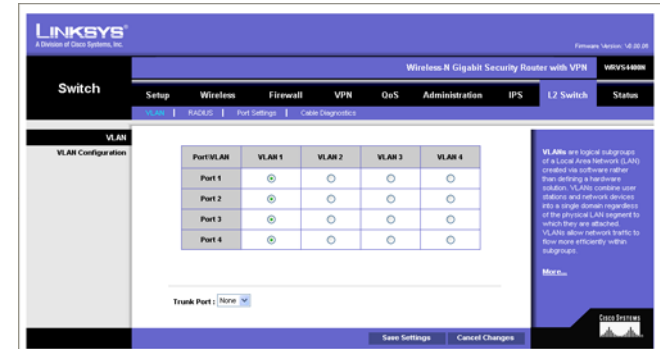 LINKSYS®
A Division of Cisco Systems, Inc.
Firmware Version: V0.00.08
Wireless-N Gigabit Security Router with VPN WRVS4400N
Switch
Setup Wireless Firewall VPN QoS Administration IPS L2 Switch Status
VLAN | RADIUS | Port Settings | Cable Diagnostics
VLAN
VLAN Configuration
Port\VLAN VLAN 1 VLAN 2 VLAN 3 VLAN 4
Port 1
Port 2
Port 3
Port 4
Trunk Port : None
VLANs are logical subgroups
of a Local Area Network (LAN)
created via software rather
than defining a hardware
solution. VLANs combine user
stations and network devices
into a single domain regardless
of the physical LAN segment to
which they are attached.
VLANs allow network traffic to
flow more efficiently within
subgroups.
More...
Save Settings Cancel Changes
CISCO SYSTEMS